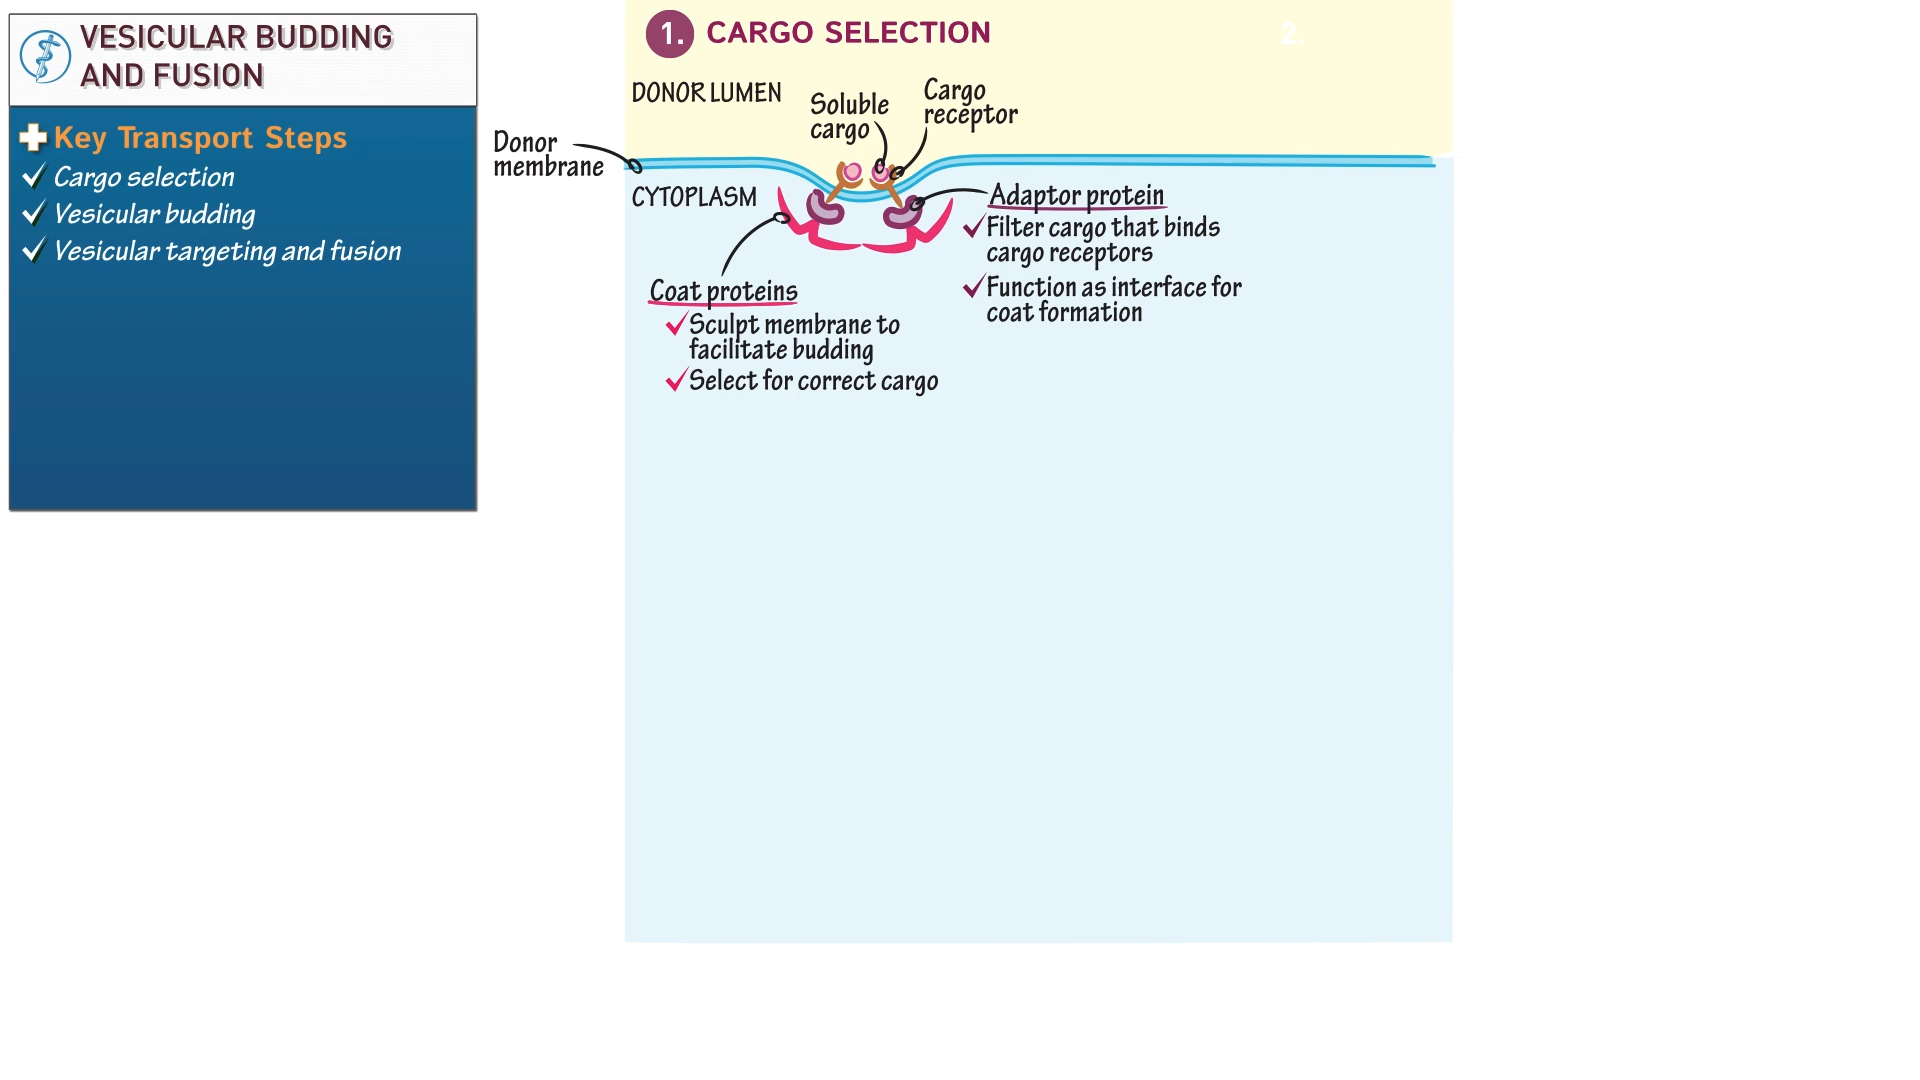 VESICULAR BUDDING
AND FUSION
Key Transport Steps
Cargo selection
Vesicular budding
Vesicular targeting and fusion
1. CARGO SELECTION
2.
DONOR LUMEN
Soluble
cargo
Cargo
receptor
Donor
membrane
CYTOPLASM
Adaptor protein
Filter cargo that binds
cargo receptors
Function as interface for
coat formation
Coat proteins
Sculpt membrane to
facilitate budding
Select for correct cargo